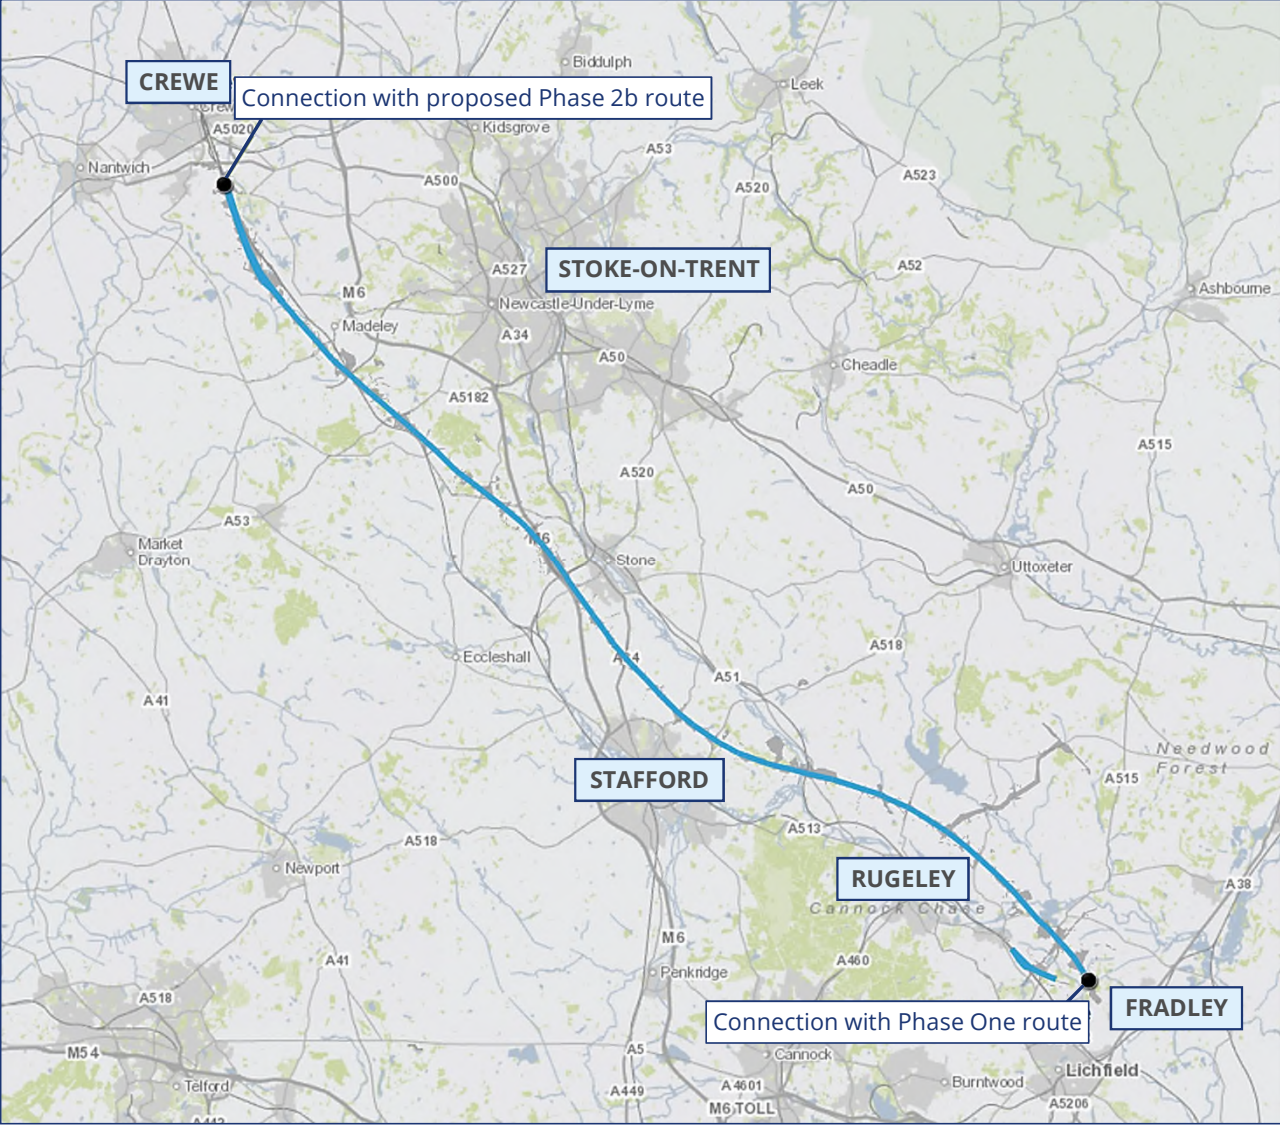 Biddulph
CREWE
Leek
Connection with proposed Phase 2b route
Crew
A5020
Kidsgrove
A53
Nantwich
A500
A520
A523
STOKE-ON-TRENT
A527
A52
M6
Ashbourne
Newcastle-Under-Lyme
Madeley
A34
A50
Cheadle
A5182
A515
A520
A50
A53
M6
Market
Drayton
Stone
Uttoxeter
A518
Eccleshall
A34
A51
A41
Needwood
Forest
STAFFORD
A515
A513
A518
Newport
RUGELEY
A38
Cannock Chase
M6
A41
A460
Penkridge
A518
FRADLEY
Connection with Phase One route
M54
A5
Cannock
Lichfield
Telford
A449
A4601
Burntwood
M6 TOLL
A5206
A442